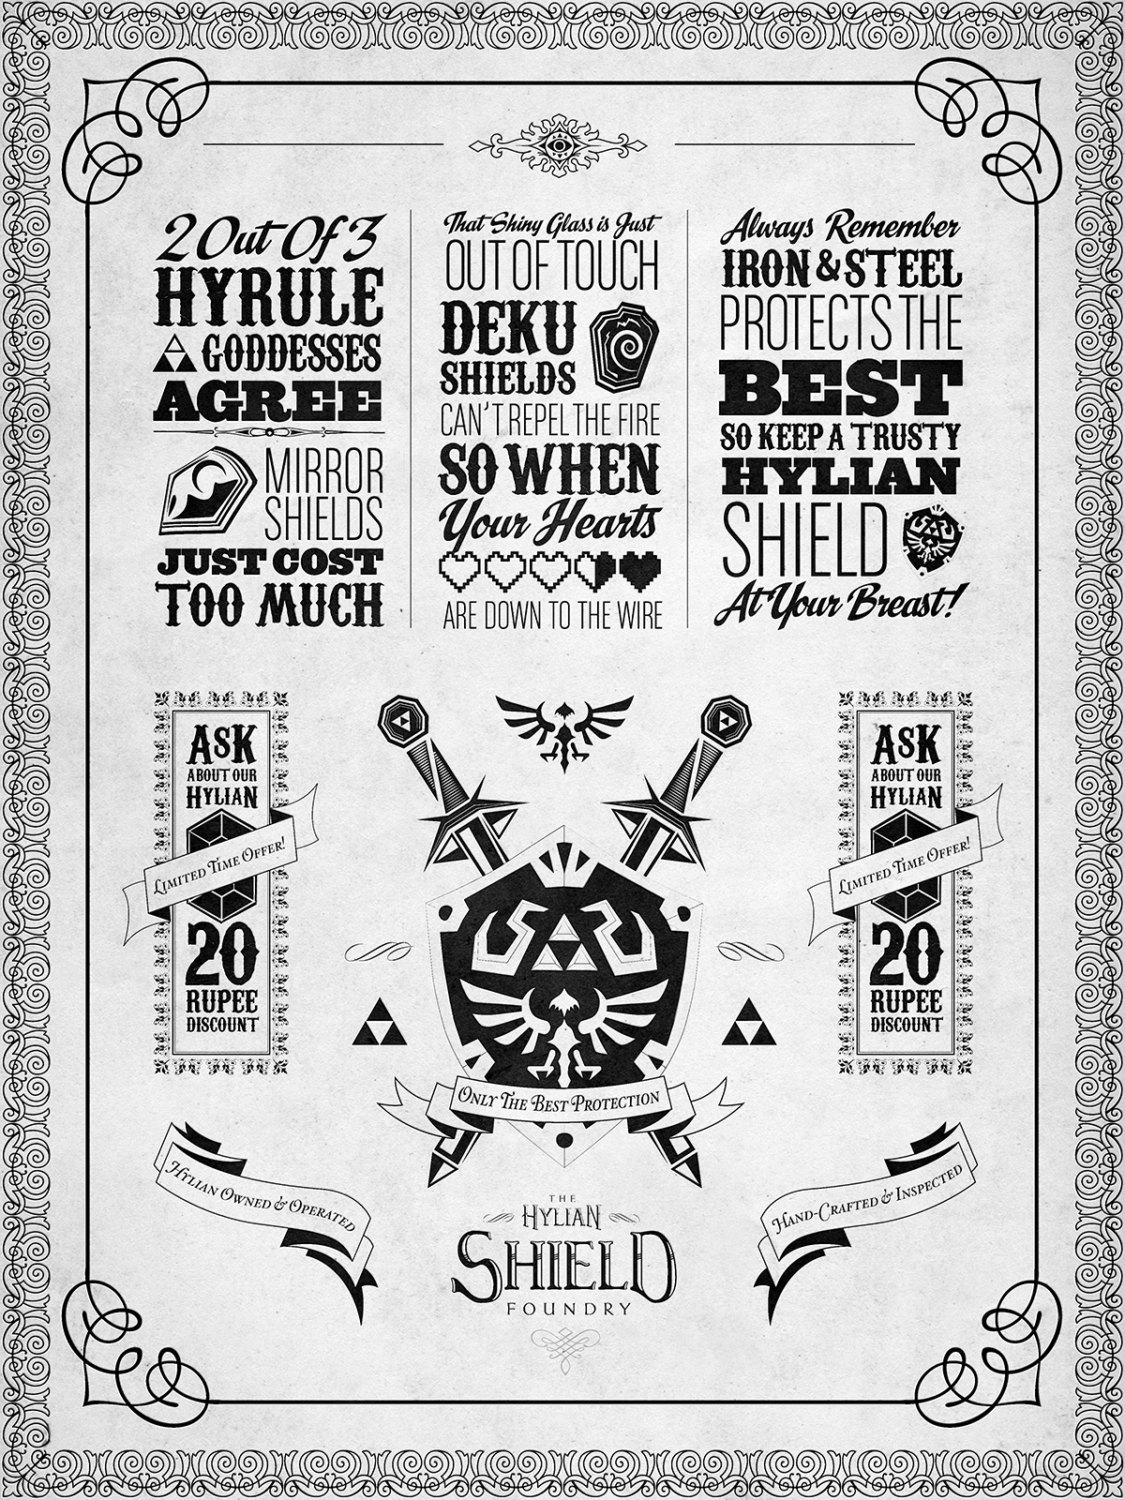 2 Out Of 3
HYRULE
GODDESSES
AGREE
MIRROR
SHIELDS
JUST COST
TOO MUCH
That Shiny Glass is Just
OUT OF TOUCH
DEKU
SHIELDS
CAN'T REPEL THE FIRE
SO WHEN
Your Hearts
ARE DOWN TO THE WIRE
Always Remember
IRON & STEEL
PROTECTS THE
BEST
SO KEEP A TRUSTY
HYLIAN
SHIELD
At Your Breast!
ASK
ABOUT OUR
HYLIAN
LIMITED TIME OFFER!
20
RUPEE
DISCOUNT
ASK
ABOUT OUR
HYLIAN
LIMITED TIME OFFER!
20
RUPEE
DISCOUNT
ONLY THE BEST PROTECTION
HYLIAN OWNED & OPERATED
HAND-CRAFTED & INSPECTED
THE
HYLIAN
SHIELD
FOUNDRY